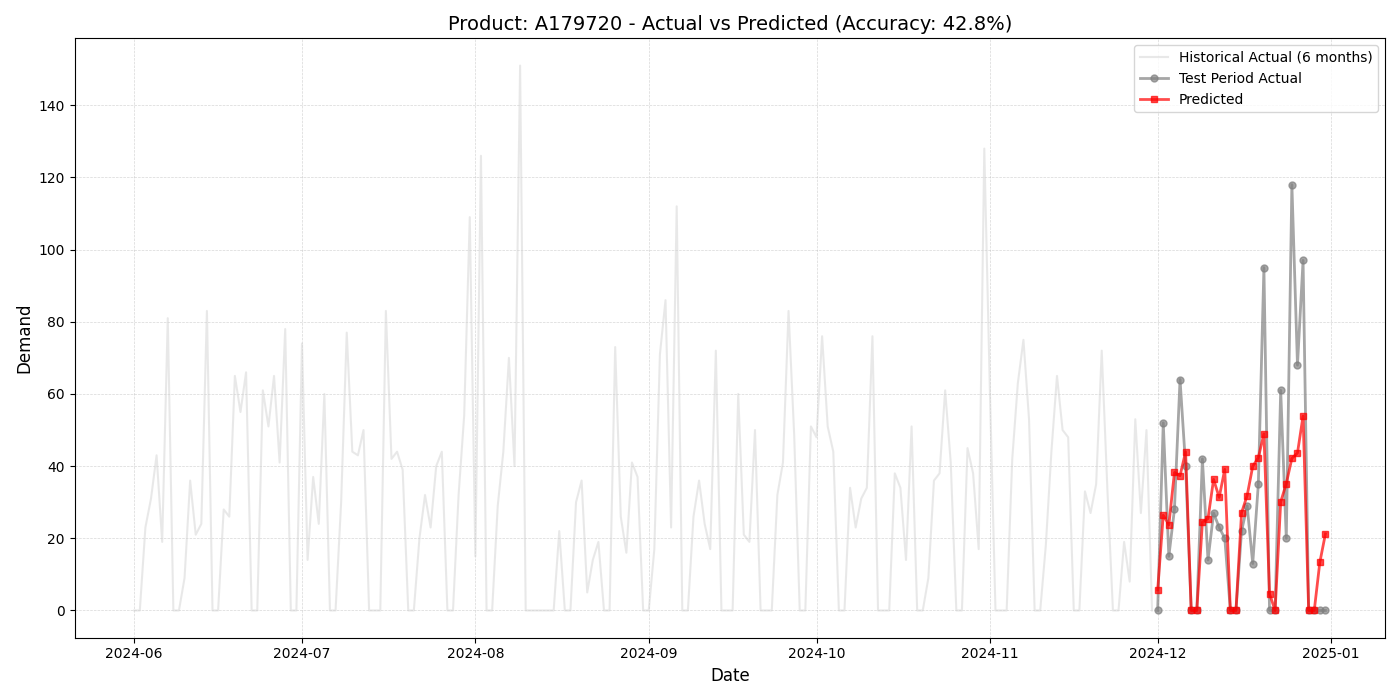 Product: A179720 - Actual vs Predicted (Accuracy: 42.8%)
Historical Actual (6 months)
Test Period Actual
Predicted
Demand
140
120
100
80
60
40
20
0
2024-06
2024-07
2024-08
2024-09
2024-10
2024-11
2024-12
2025-01
Date